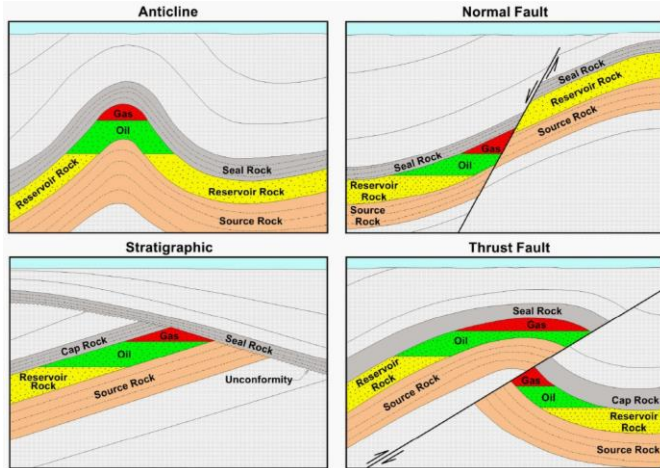 Anticline
Gas
Oil
Seal Rock
Reservoir Rock
Reservoir Rock
Source Rock
Normal Fault
Seal Rock
Reservoir Rock
Source Rock
Gas
Seal Rock
Oil
Reservoir
Rock
Source
Rock
Stratigraphic
Gas
Cap Rock
Seal Rock
Oil
Reservoir
Rock
Source Rock
Unconformity
Thrust Fault
Seal Rock
Gas
Oil
Reservoir
Rock
Source Rock
Gas
Oil
Cap Rock
Reservoir
Rock
Source Rock